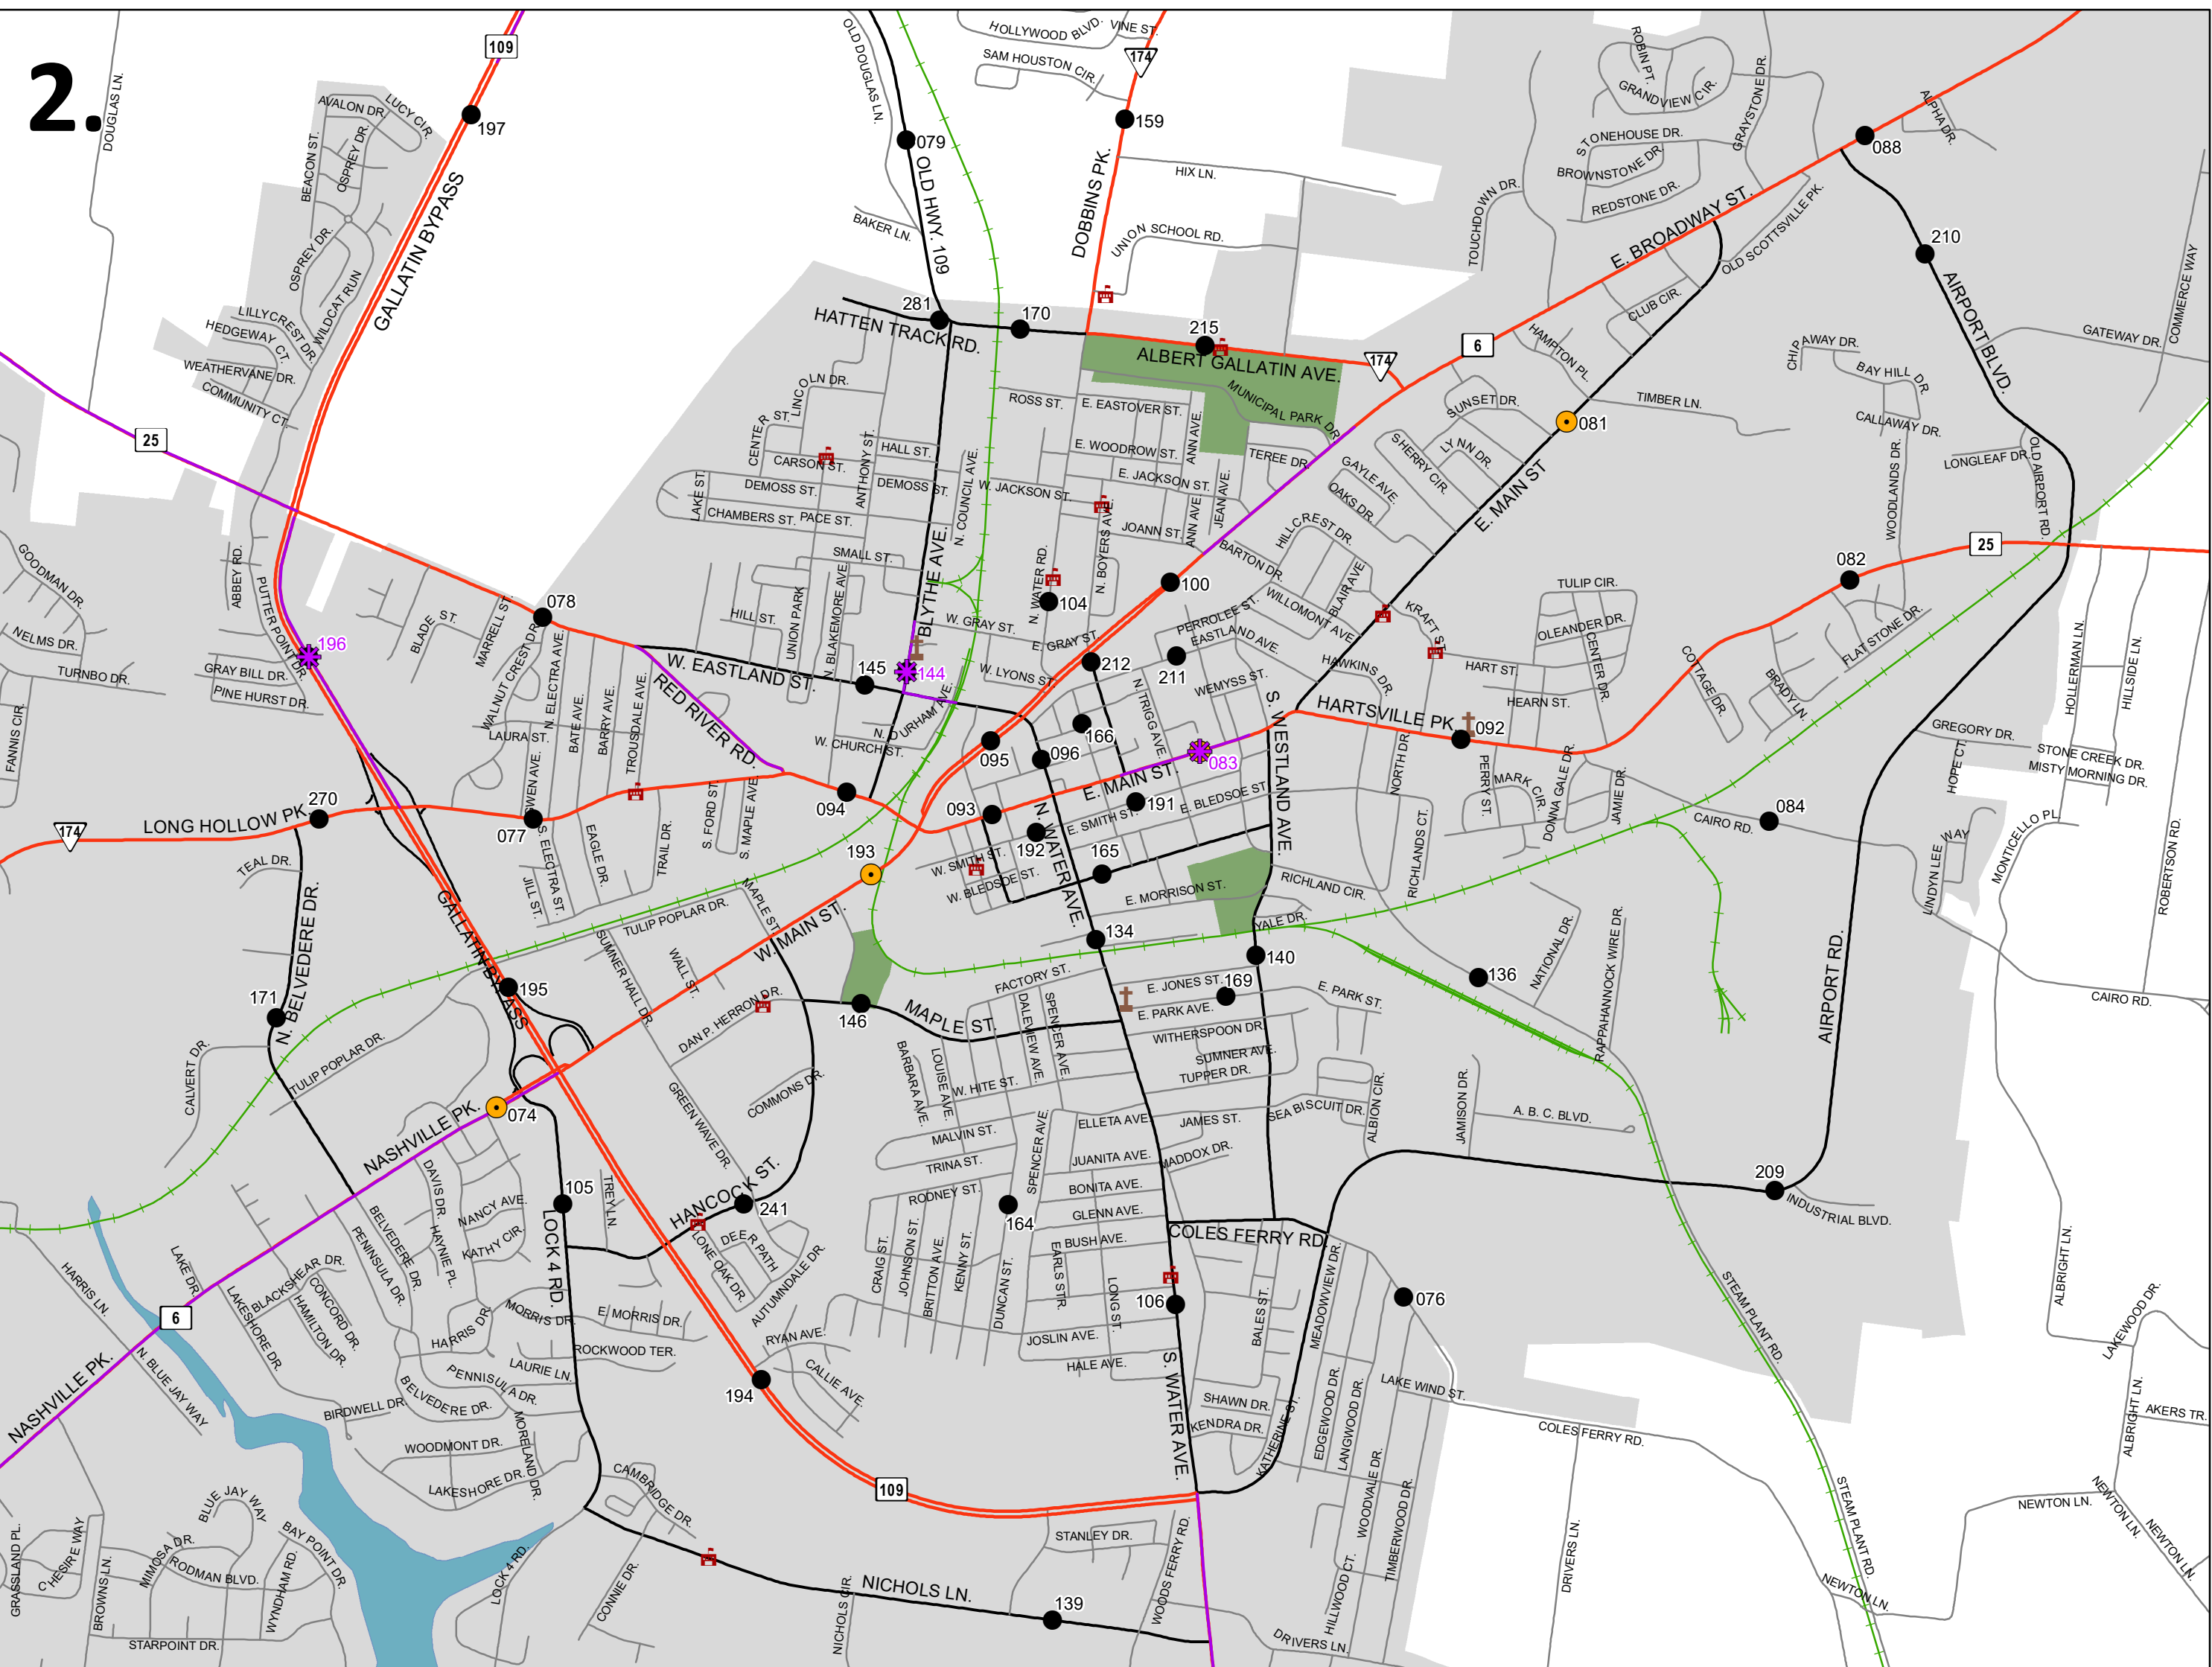 2.
109
174
HOLLYWOOD BLVD.
VINE ST.
SAM HOUSTON CIR.
OLD DOUGLAS LN.
DOUGLAS LN.
AVALON DR.
LUCY CIR.
BEACON ST.
OSPREY DR.
197
079
159
ROBIN PT.
GRANDVIEW CIR.
GRAYSTONE DR.
ALPHA DR.
088
STONEHOUSE DR.
BROWNSTONE DR.
REDSTONE DR.
HIX LN.
OLD HWY. 109
DOBBINS PK.
TOUCHDOWN DR.
E. BROADWAY ST.
OLD SCOTTSVILLE PK.
BAKER LN.
UNION SCHOOL RD.
GALLATIN BYPASS
OSPREY DR.
WILDCAT RUN
210
AIRPORT BLVD.
COMMERCE WAY
GATEWAY DR.
LILLYCREST DR.
HEDGEWAY CT.
WEATHERVANE DR.
COMMUNITY CT.
281
170
215
HATTEN TRACK RD.
ALBERT GALLATIN AVE.
174
6
CLUB CIR.
HAMPTON PL.
CHIPAWAY DR.
BAY HILL DR.
CALLAWAY DR.
LINCOLN DR.
CENTER ST.
ROSS ST.
E. EASTOVER ST.
MUNICIPAL PARK DR.
SUNSET DR.
081
TIMBER LN.
25
ANTHONY ST.
HALL ST.
CARSON ST.
DEMOSS ST.
DEMOSS ST.
E. WOODROW ST.
ANN AVE.
TEREE DR.
LYNN DR.
SHERRY CIR.
WOODLANDS DR.
LONGLEAF DR.
OLD AIRPORT RD.
LAKE ST.
CHAMBERS ST.
PACE ST.
N. COUNCIL AVE.
W. JACKSON ST.
E. JACKSON ST.
JEAN AVE.
ANN AVE.
GAYLE AVE.
OAKS DR.
E. MAIN ST
JOANN ST.
N. BOYERS AVE.
HILLCREST DR.
BARTON DR.
BLAIR AVE.
25
082
GOODMAN DR.
NELMS DR.
TURNBO DR.
FANNIS CIR.
ABBEY RD.
PUTTER POINT DR.
196
GRAY BILL DR.
PINE HURST DR.
BLADE ST.
MARRELL ST.
078
SMALL ST.
HILL ST.
UNION PARK
N. BLAKEMORE AVE.
BLYTHE AVE.
N. WATER RD.
104
100
W. GRAY ST.
E. GRAY ST.
PERROLEE ST.
EASTLAND AVE.
WILLOMONT AVE.
KRAFT ST.
TULIP CIR.
OLEANDER DR.
CENTER DR.
FLAT STONE DR.
WALNUT CREST DR.
N. ELECTRA AVE.
BATE AVE.
BARRY AVE.
TROUSDALE AVE.
W. EASTLAND ST.
145
144
W. LYONS ST.
212
211
HAWKINS DR.
HART ST.
HEARN ST.
COTTAGE DR.
BRADY LN.
HOLLERMAN LN.
HILLSIDE LN.
LAURA ST.
RED RIVER RD.
N. DURHAM AVE.
W. CHURCH ST.
N. TRIGG AVE.
WEMYSS ST.
166
S. WESTLAND AVE.
HARTSVILLE PK
092
GREGORY DR.
STONE CREEK DR.
MISTY MORNING DR.
HOPE CT.
095
096
083
NORTH DR.
PERRY ST.
MARK CIR.
DONNA GALE DR.
JAMIE DR.
270
LONG HOLLOW PK.
174
077
OWEN AVE.
S. FORD ST.
S. MAPLE AVE.
094
093
E. MAIN ST.
191
E. BLEDSOE ST
E. SMITH ST.
192
N. WATER AVE.
CAIRO RD.
084
LINDYN LEE WAY
MONTICELLO PL.
ROBERTSON RD.
TEAL DR.
S. ELECTRA ST.
JILL ST.
EAGLE DR.
TRAIL DR.
193
W. SMITH ST.
W. BLEDSOE ST.
165
RICHLANDS CT.
RICHLAND CIR.
E. MORRISON ST.
YALE DR.
N. BELVEDERE DR.
GALLATIN BYPASS
TULIP POPLAR DR.
MAPLE ST.
W. MAIN ST.
SUMNER HALL DR.
WALL ST.
134
140
136
NATIONAL DR.
RAPPAHANNOCK WIRE DR.
AIRPORT RD.
CAIRO RD.
171
195
DAN P. HERRON DR.
146
MAPLE ST.
FACTORY ST.
DALEVIEW AVE.
SPENCER AVE.
E. JONES ST.
169
E. PARK ST.
E. PARK AVE.
WITHERSPOON DR.
SUMNER AVE.
TUPPER DR.
CALVERT DR.
TULIP POPLAR DR.
BARBARA AVE.
LOUISE AVE.
W. HITE ST.
GREEN WAVE DR.
COMMONS DR.
NASHVILLE PK.
074
MALVIN ST.
TRINA ST.
SPENCER AVE.
ELLETA AVE.
JAMES ST.
SEA BISCUIT DR.
ALBION CIR.
JAMISON DR.
A. B. C. BLVD.
JUANITA AVE.
MADDOX DR.
DAVIS DR.
NANCY AVE.
KATHY CIR.
HAYNIE PL.
105
LOCK 4 RD.
TREY LN.
HANCOCK ST.
241
RODNEY ST.
164
BONITA AVE.
GLENN AVE.
209
INDUSTRIAL BLVD.
COLES FERRY RD.
HARRIS LN.
LAKE DR.
BLACKSHEAR DR.
CONCORD DR.
HAMILTON DR.
LAKESHORE DR.
BELVEDERE DR.
PENINSULA DR.
LONE OAK DR.
DEER PATH
AUTUMNDALE DR.
CRAIG ST.
JOHNSON ST.
BRITTON AVE.
KENNY ST.
DUNCAN ST.
E BUSH AVE.
EARLS STR.
LONG ST.
106
BALES ST.
MEADOWVIEW DR.
076
STEAM PLANT RD.
ALBRIGHT LN.
LAKEWOOD DR.
6
NASHVILLE PK.
N. BLUE JAY WAY
HARRIS DR.
MORRIS DR.
E. MORRIS DR.
ROCKWOOD TER.
RYAN AVE.
CALLIE AVE.
JOSLIN AVE.
HALE AVE.
LAURIE LN.
PENNISULA DR.
194
BIRDWELL DR.
BELVEDERE DR.
MORELAND DR.
WOODMONT DR.
LAKESHORE DR.
S. WATER AVE.
SHAWN DR.
KENDRA DR.
KATHERINE ST.
EDGEWOOD DR.
LANGWOOD DR.
LAKE WIND ST.
COLES FERRY RD.
ALBRIGHT LN.
AKERS TR.
109
CAMBRIDGE DR.
WOODVALE DR.
TIMBERWOOD DR.
STEAM PLANT RD.
NEWTON LN.
NEWTON LN.
NEWTON LN.
BLUE JAY WAY
BAY POINT DR.
MIMOSA DR.
RODMAN BLVD.
WYNDHAM RD.
GRASSLAND PL.
CHESIRE WAY
BROWNS LN.
STARPOINT DR.
LOCK 4 RD.
CONNIE DR.
NICHOLS CIR.
NICHOLS LN.
139
STANLEY DR.
WOODS FERRY RD.
HILLWOOD CT.
DRIVERS LN.
DRIVERS LN.
NEWTON LN.